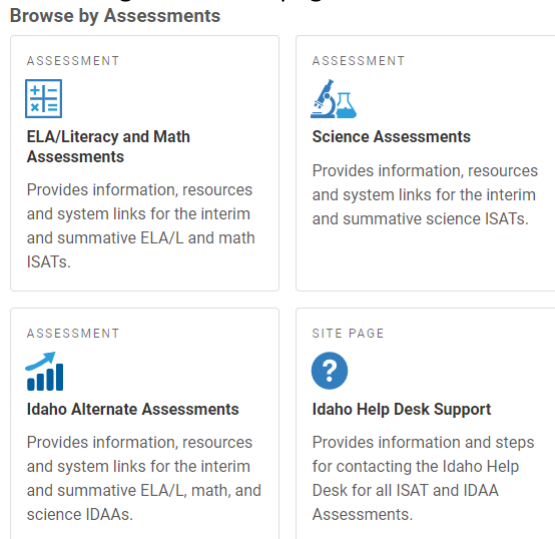 Browse by Assessments
ASSESSMENT
ELA/Literacy and Math
Assessments
Provides information, resources
and system links for the interim
and summative ELA/L and math
ISATs.
ASSESSMENT
Science Assessments
Provides information, resources
and system links for the interim
and summative science ISATs.
ASSESSMENT
Idaho Alternate Assessments
Provides information, resources
and system links for the interim
and summative ELA/L, math, and
science IDAAs.
SITE PAGE
Idaho Help Desk Support
Provides information and steps
for contacting the Idaho Help
Desk for all ISAT and IDAA
Assessments.